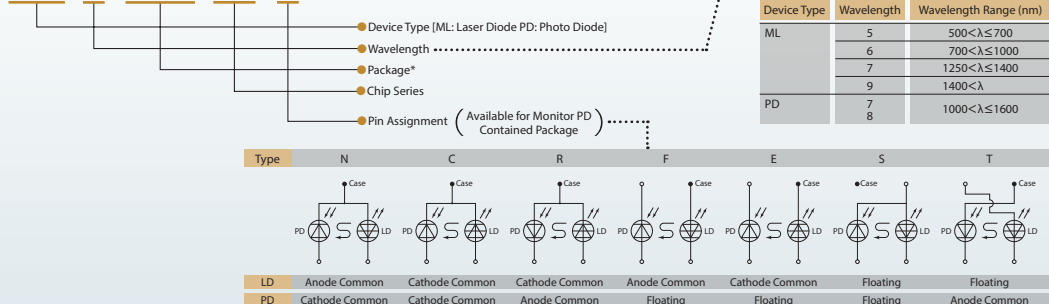 Device Type [ML: Laser Diode PD: Photo Diode]
Wavelength
Package*
Chip Series
Pin Assignment ( Available for Monitor PD
Contained Package )
Device Type Wavelength Wavelength Range (nm)
ML 5 500<λ≤700
6 700<λ≤1000
7 1250<λ≤1400
9 1400<λ
PD 7 1000<λ≤1600
8
Type N C R F E S T
Case Case Case Case Case Case Case
PD LD PD LD PD LD PD LD PD LD PD LD PD LD
LD Anode Common Cathode Common Cathode Common Anode Common Cathode Common Floating Floating
PD Cathode Common Cathode Common Anode Common Floating Floating Floating Anode Common